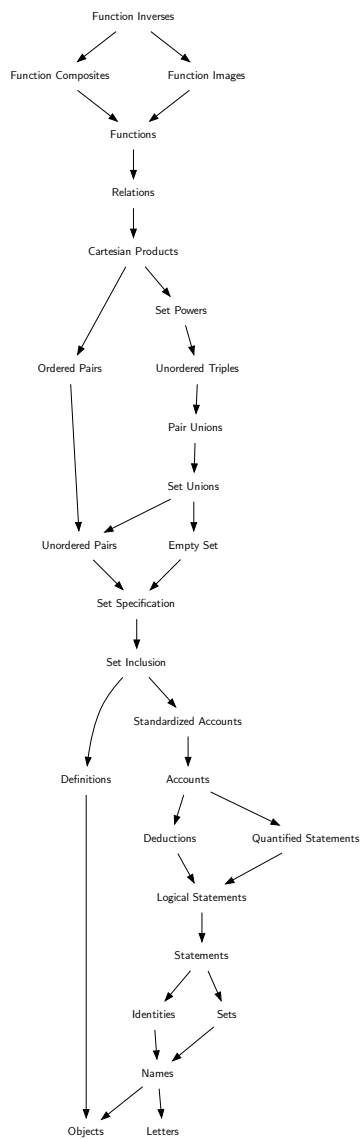 Function Inverses
Function Composites
Function Images
Functions
Relations
Cartesian Products
Set Powers
Ordered Pairs
Unordered Triples
Pair Unions
Set Unions
Unordered Pairs
Empty Set
Set Specification
Set Inclusion
Standardized Accounts
Definitions
Accounts
Deductions
Quantified Statements
Logical Statements
Statements
Identities
Sets
Names
Objects
Letters